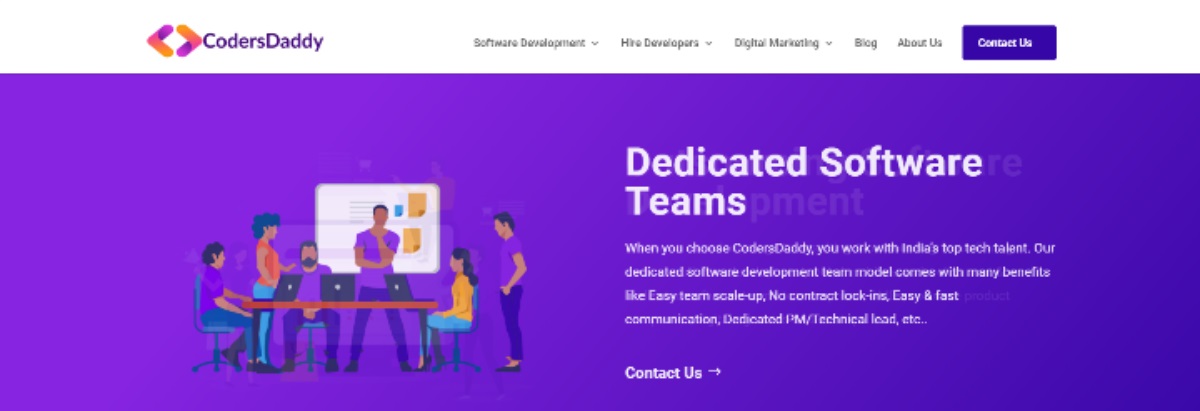 CodersDaddy
Software Development Hire Developers Digital Marketing Blog About Us Contact Us
Dedicated Software
Teams
When you choose CodersDaddy, you work with India's top tech talent. Our
dedicated software development team model comes with many benefits
like Easy team scale-up, No contract lock-ins, Easy & fast product
communication, Dedicated PM/Technical lead, etc..
Contact Us →